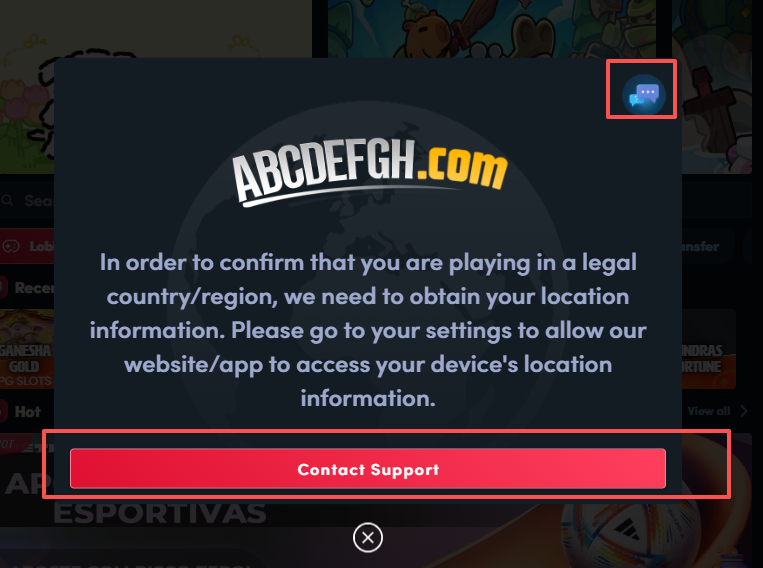 ABCDEFGH.com
In order to confirm that you are playing in a legal
country/region, we need to obtain your location
information. Please go to your settings to allow our
website/app to access your device's location
information.
Contact Support
Hot
View all
GANESHA
GOLD
PG SLOTS
ESPORTIVAS